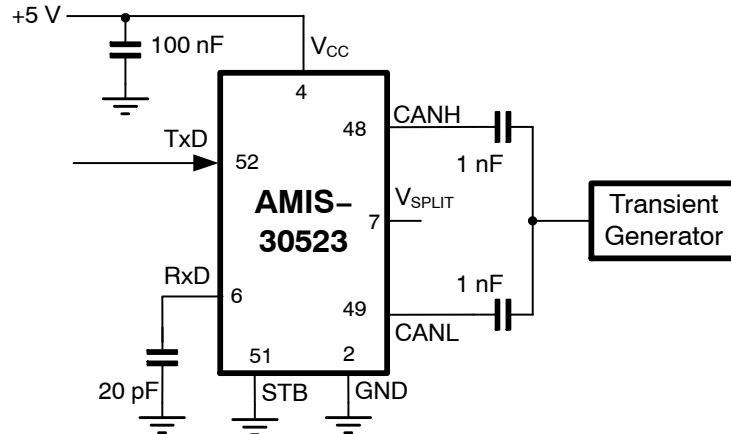 +5 V
100 nF
VCC
4
CANH
48
1 nF
TxD
52
AMIS–
30523
VSPLIT
7
Transient
Generator
RxD
6
1 nF
49
CANL
20 pF
51
2
STB
GND